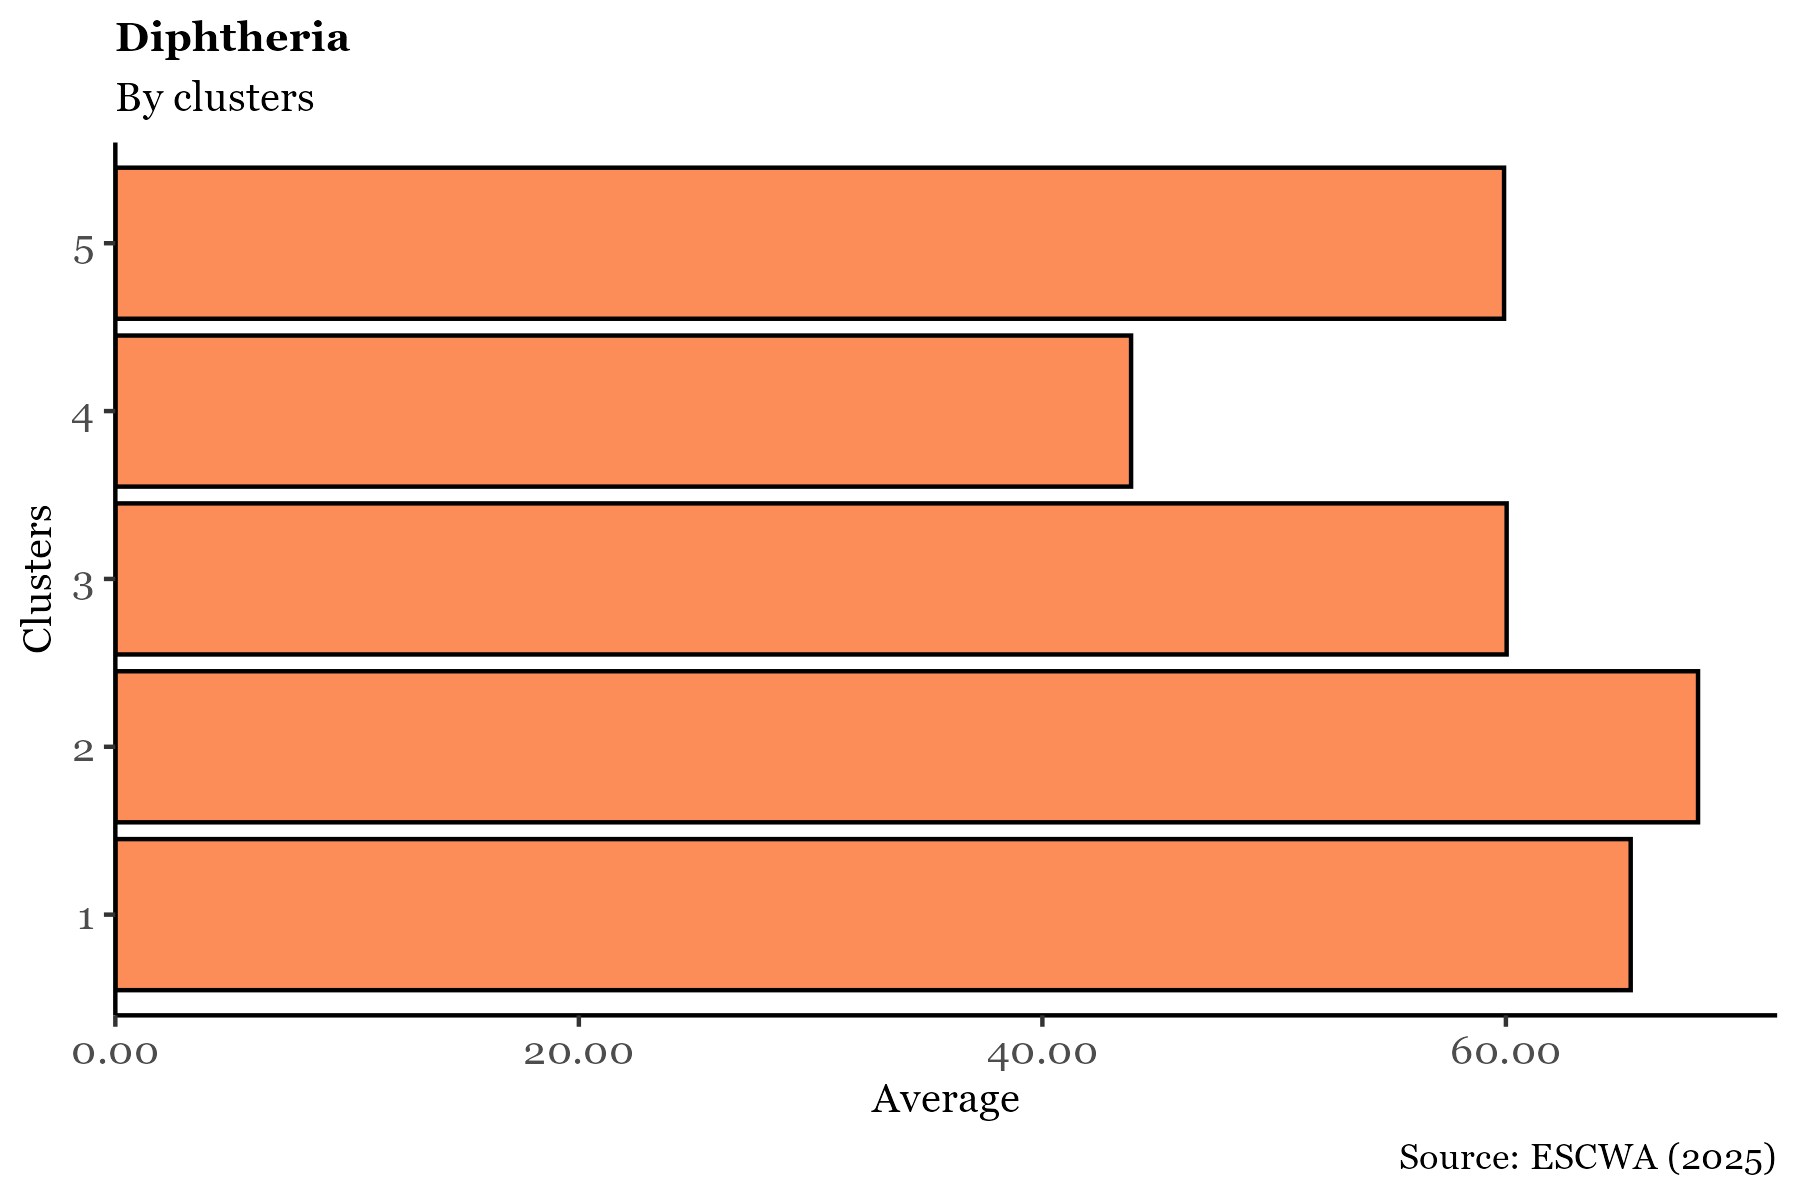 Diphtheria
By clusters
Clusters
5
4
3
2
1
0.00 20.00 40.00 60.00
Average
Source: ESCWA (2025)